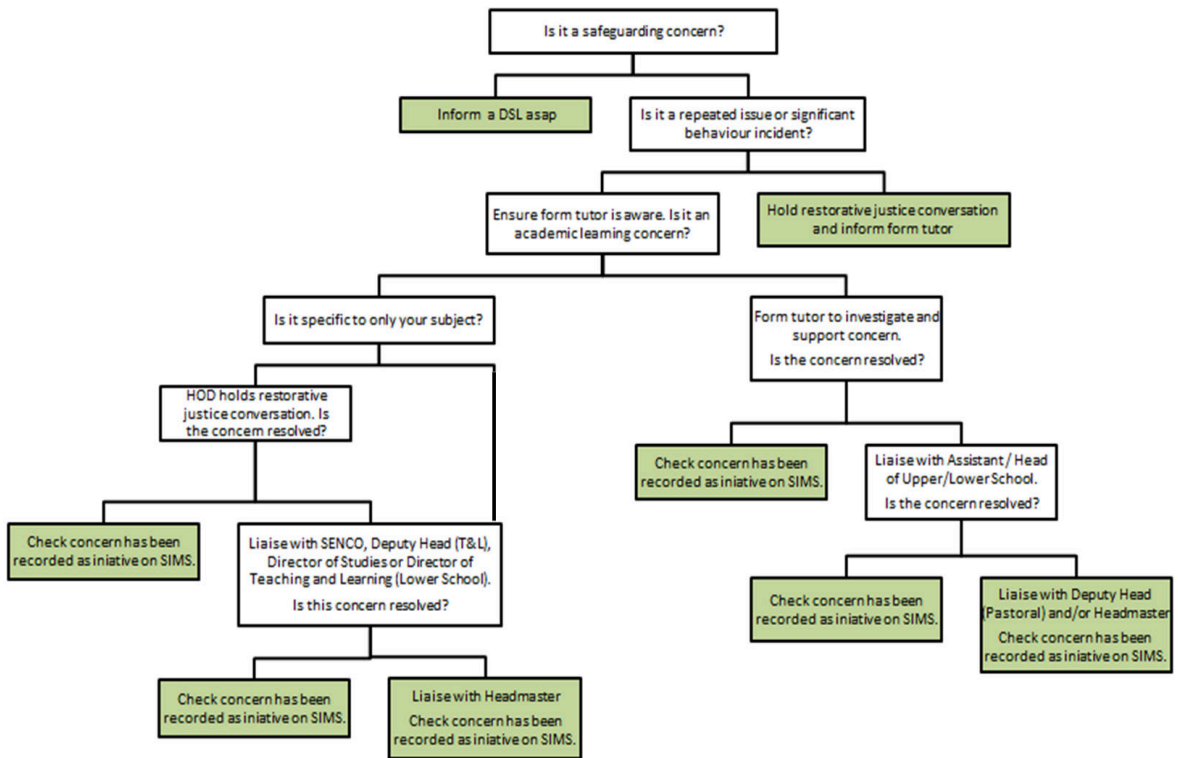 Is it a safeguarding concern?
Inform a DSL asap
Is it a repeated issue or significant
behaviour incident?
Ensure form tutor is aware. Is it an
academic learning concern?
Hold restorative justice conversation
and inform form tutor
Is it specific to only your subject?
Form tutor to investigate and
support concern.
Is the concern resolved?
HOD holds restorative
justice conversation. Is
the concern resolved?
Check concern has been
recorded as iniative on SIMS.
Liaise with Assistant / Head
of Upper/Lower School.
Is the concern resolved?
Check concern has been
recorded as iniative on SIMS.
Liaise with SENCO, Deputy Head (T&L),
Director of Studies or Director of
Teaching and Learning (Lower School).
Is this concern resolved?
Check concern has been
recorded as iniative on SIMS.
Liaise with Deputy Head
(Pastoral) and/or Headmaster
Check concern has been
recorded as iniative on SIMS.
Check concern has been
recorded as iniative on SIMS.
Liaise with Headmaster
Check concern has been
recorded as iniative on SIMS.